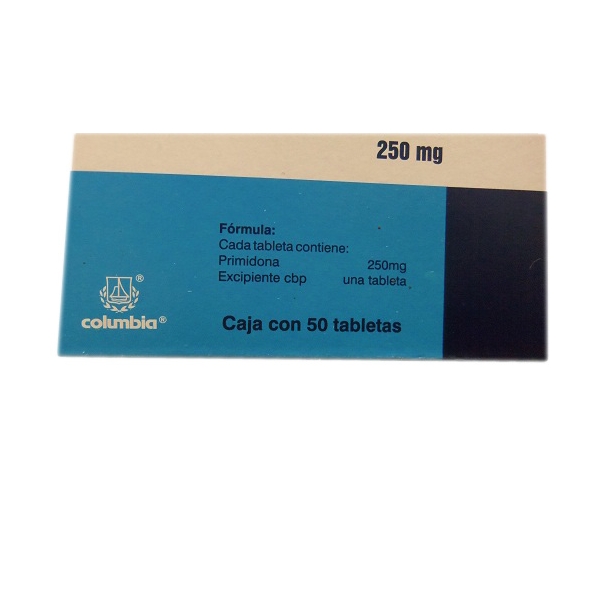 250 mg
Fórmula:
Cada tableta contiene:
Primidona 250mg
Excipiente cbp una tableta
®
columbia®
Caja con 50 tabletas